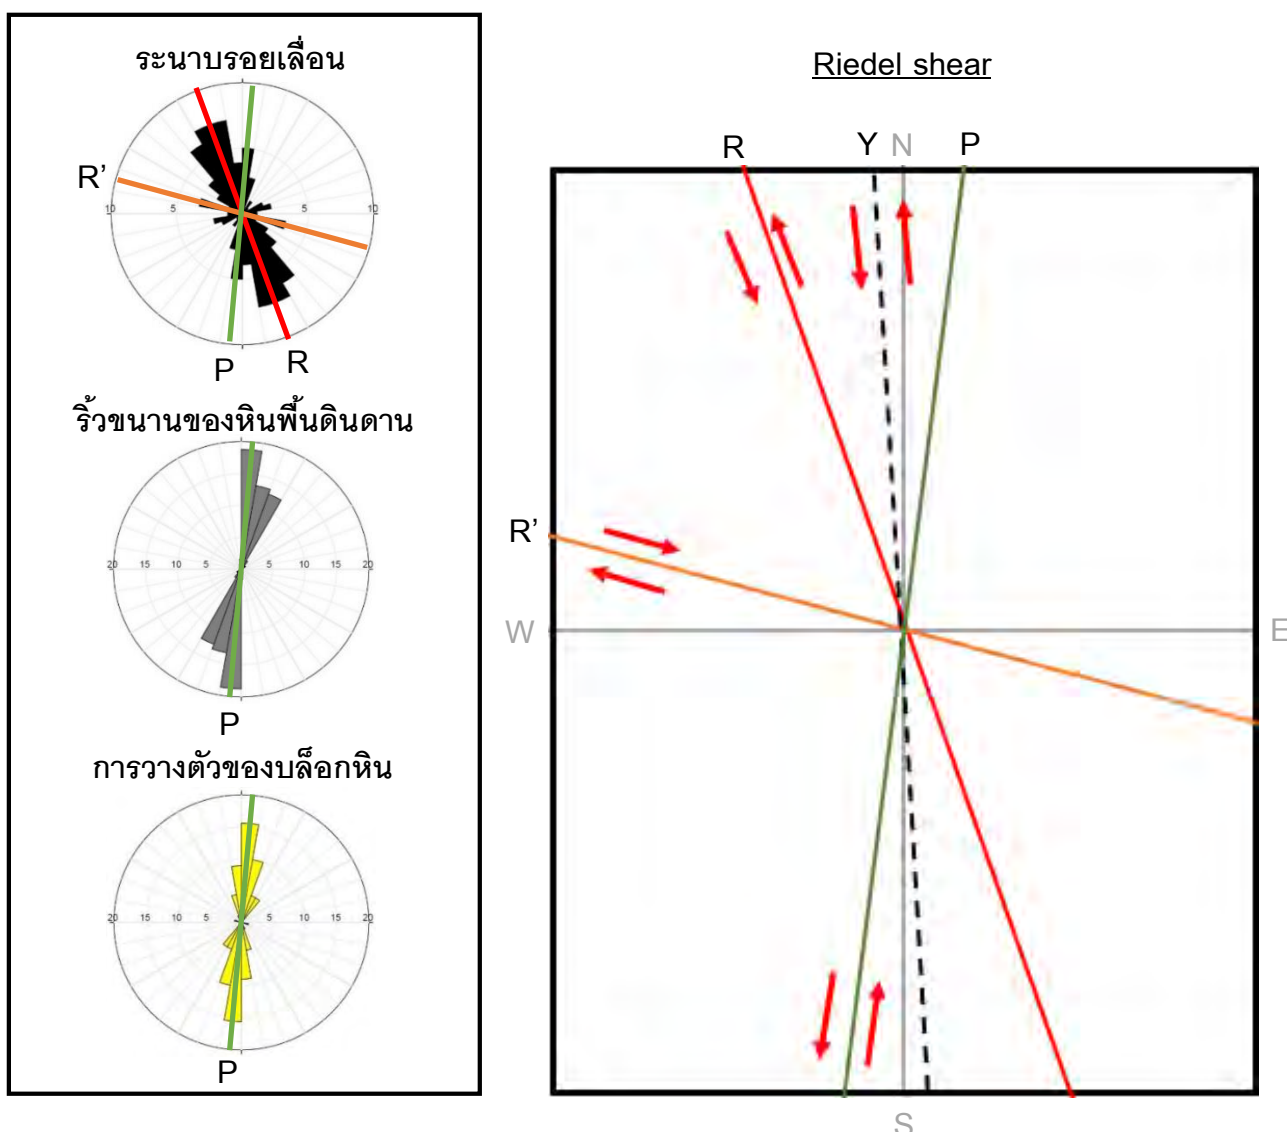 ระนาบรอยเลื่อน
R'
10 5 5 10
P R
ริ้วขนานของหินพื้นดินดาน
20 15 10 5 5 10 15 20
P
การวางตัวของบล็อกหิน
20 15 10 5 5 10 15 20
P
Riedel shear
R Y N P
R'
W E
S